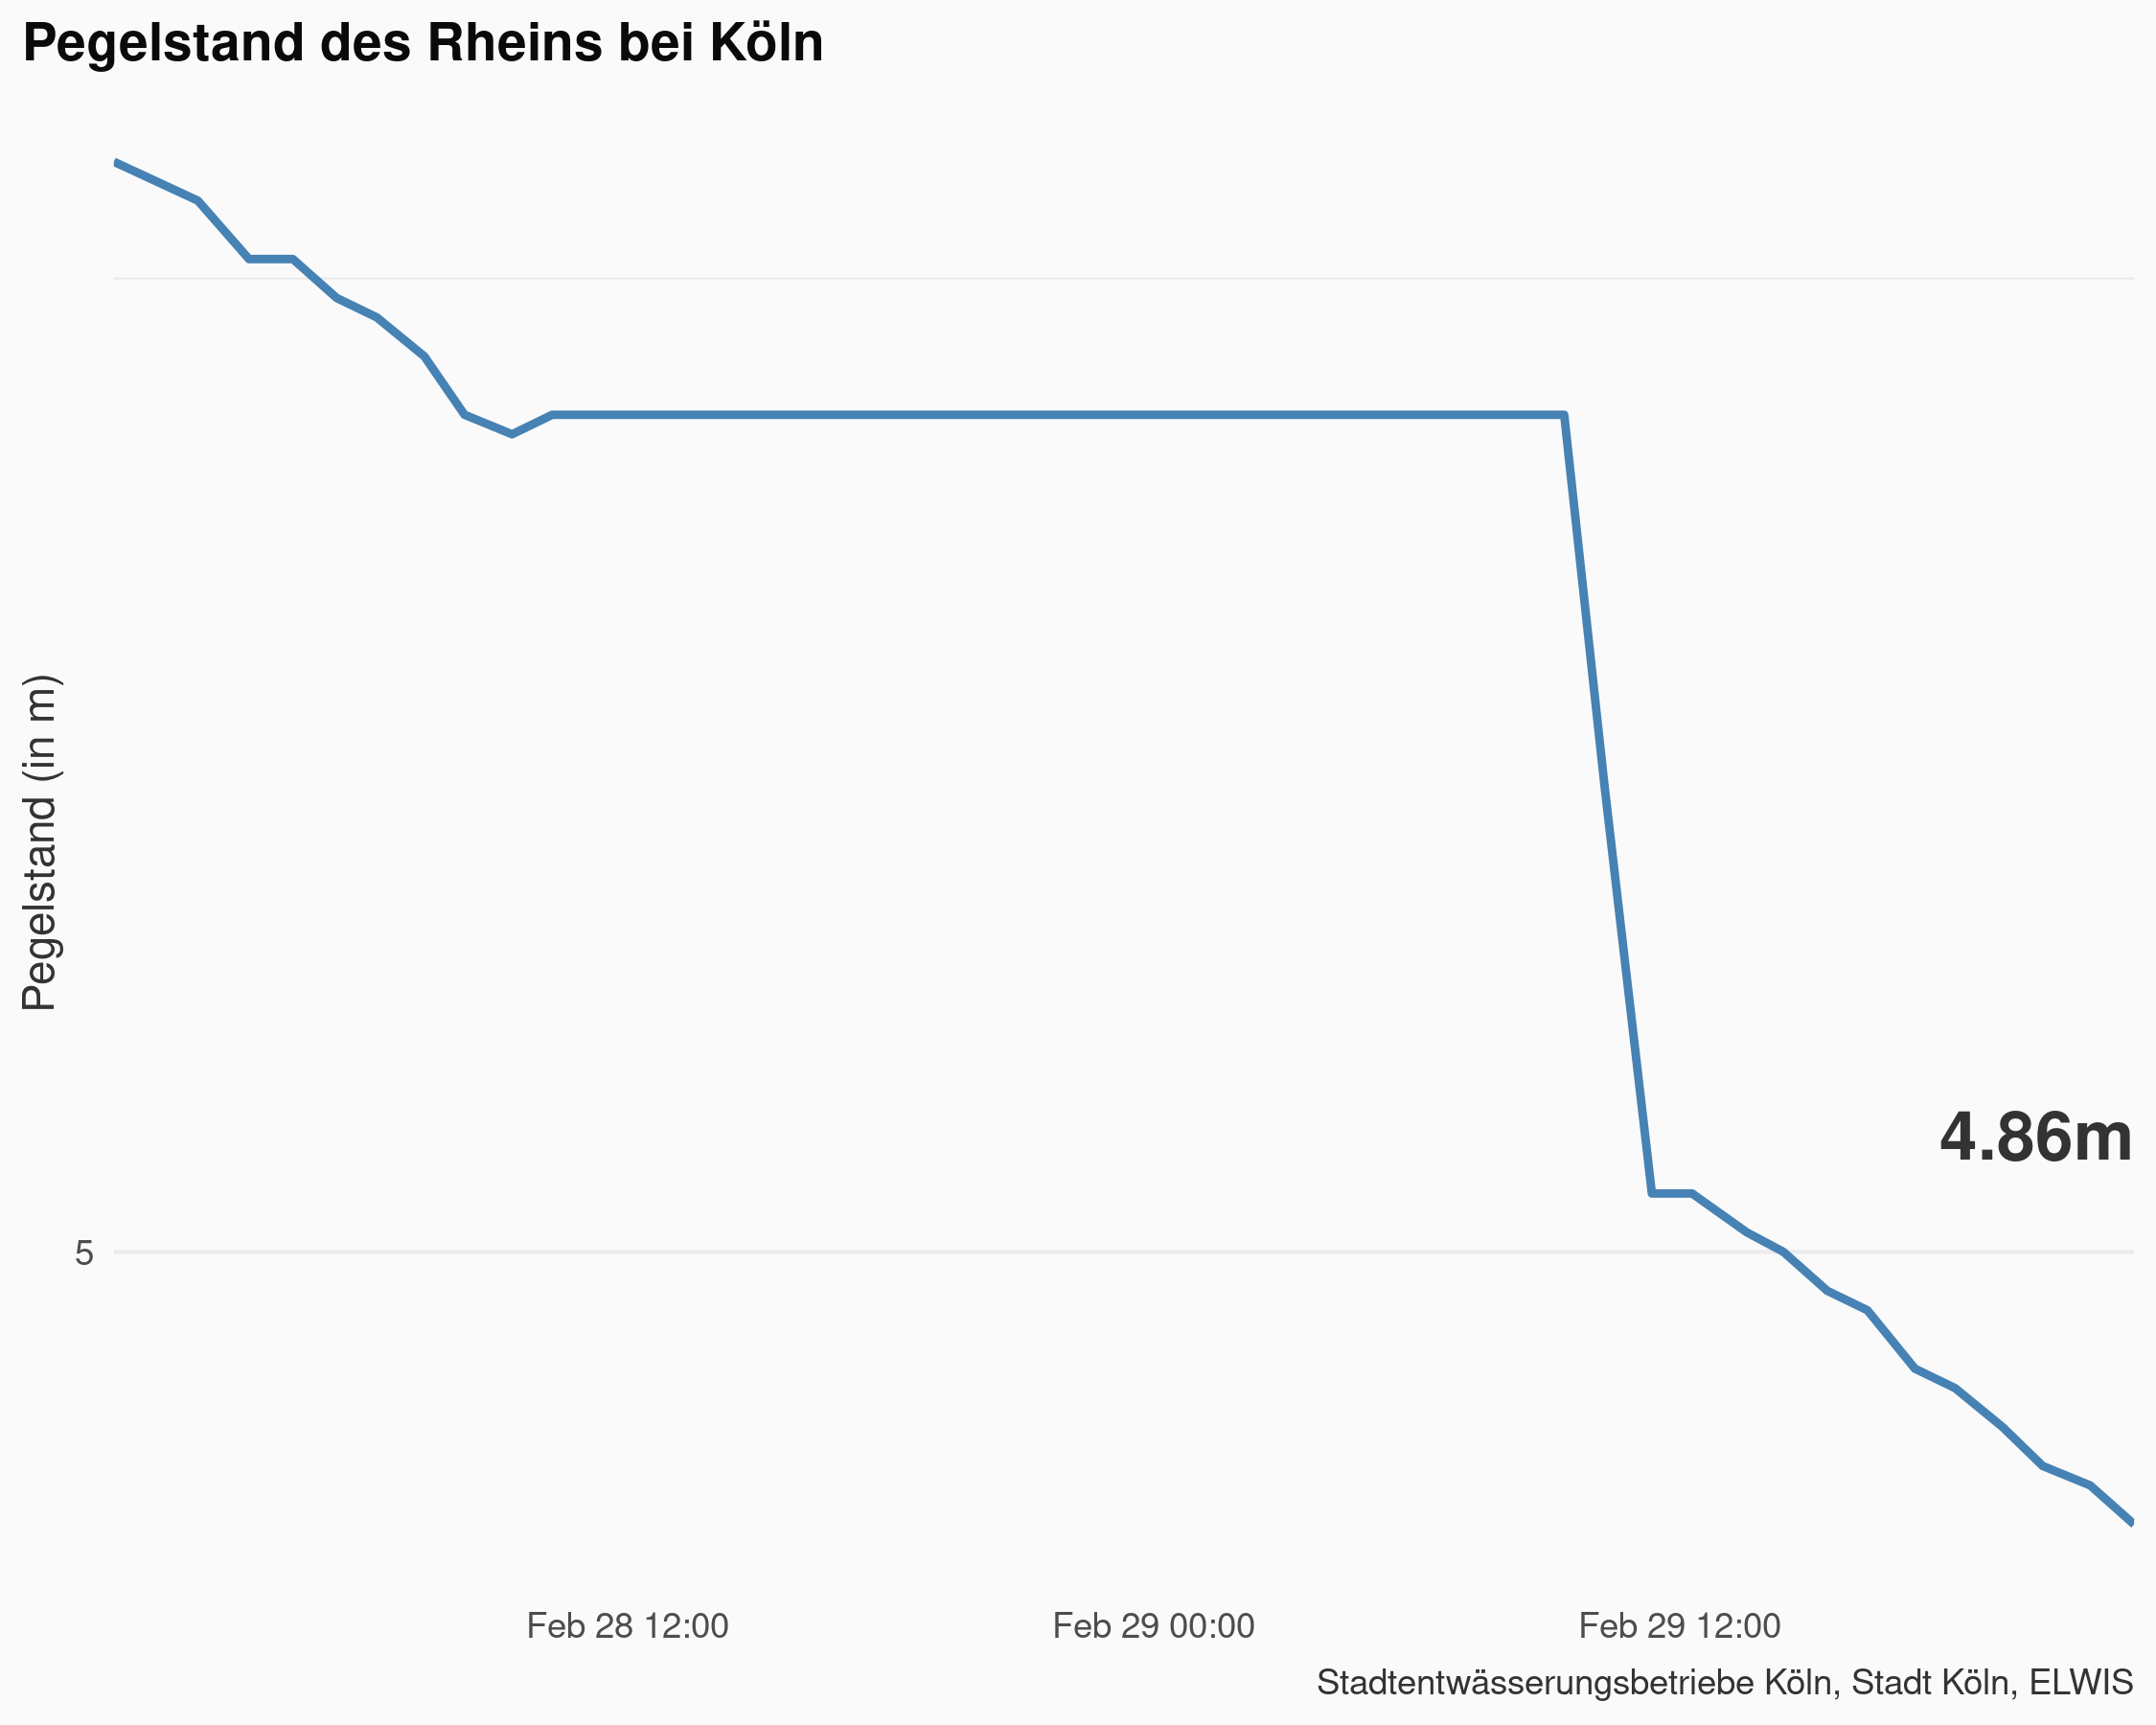 Pegelstand des Rheins bei Köln
Pegelstand (in m)
4.86m
5
Feb 28 12:00
Feb 29 00:00
Feb 29 12:00
Stadtentwässerungsbetriebe Köln, Stadt Köln, ELWIS